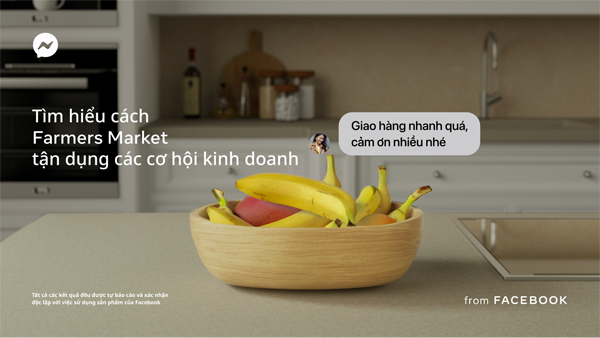 Tìm hiểu cách
Farmers Market
tận dụng các cơ hội kinh doanh
Giao hàng nhanh quá,
cảm ơn nhiều nhé
Tất cả các kết quả đều được tự báo cáo và xác nhận
độc lập với việc sử dụng sản phẩm của Facebook
from FACEBOOK